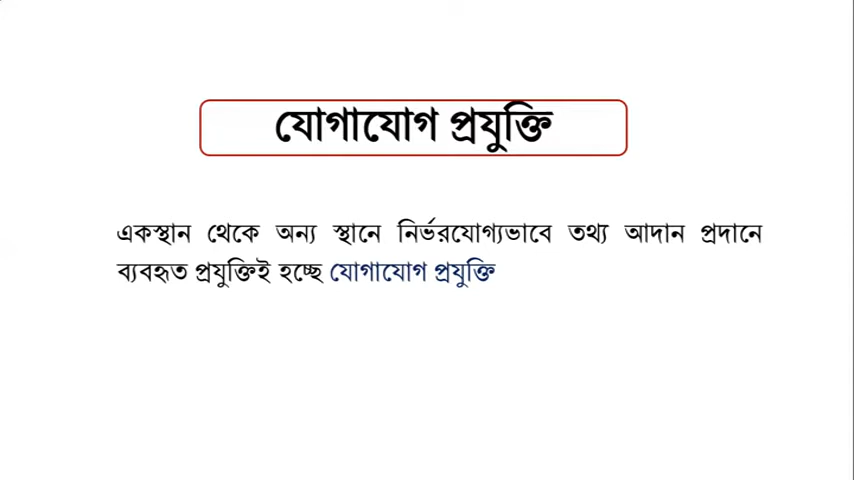 যোগাযোগ প্রযুক্তি
একস্থান থেকে অন্য স্থানে নির্ভরযোগ্যভাবে তথ্য আদান প্রদানে
ব্যবহৃত প্রযুক্তিই হচ্ছে যোগাযোগ প্রযুক্তি